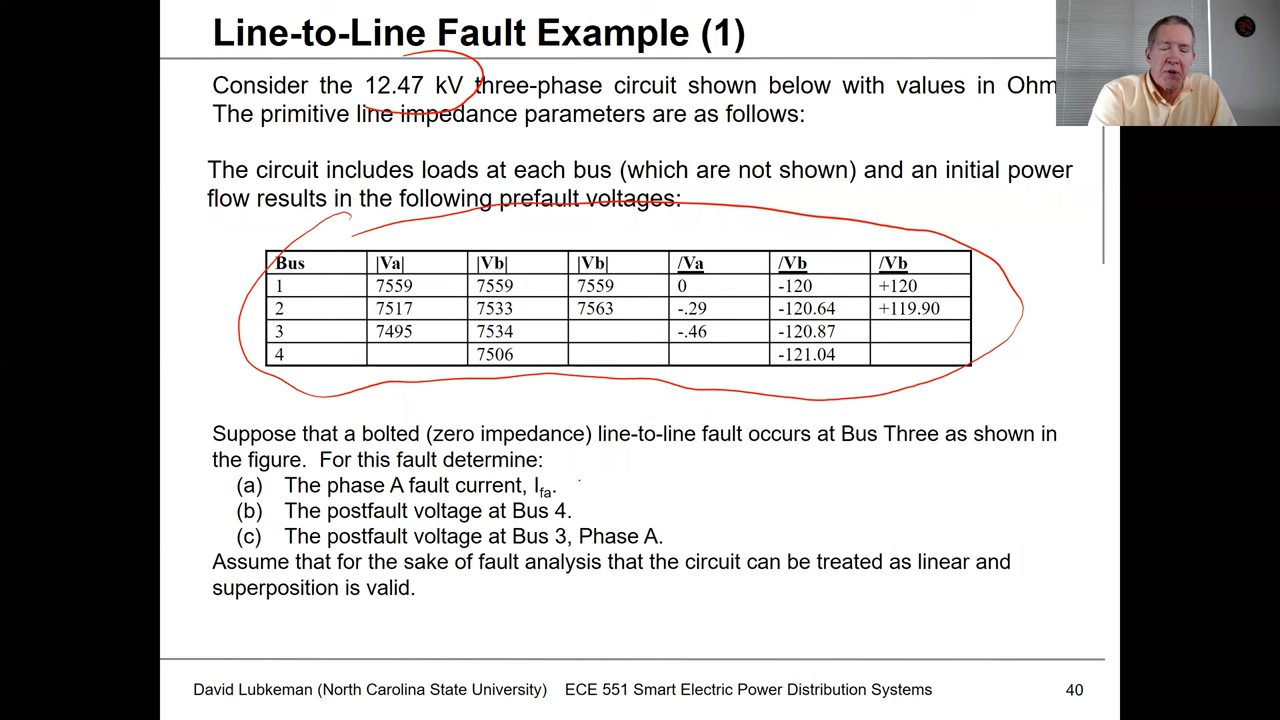 Line-to-Line Fault Example (1)
Consider the 12.47 kV three-phase circuit shown below with values in Ohm
The primitive line impedance parameters are as follows:
The circuit includes loads at each bus (which are not shown) and an initial power
flow results in the following prefault voltages:
Bus |Va| |Vb| |Vb| /Va /Vb /Vb
1 7559 7559 7559 0 -120 +120
2 7517 7533 7563 -.29 -120.64 +119.90
3 7495 7534 -.46 -120.87
4 7506 -121.04
Suppose that a bolted (zero impedance) line-to-line fault occurs at Bus Three as shown in
the figure. For this fault determine:
(a) The phase A fault current, Ifa.
(b) The postfault voltage at Bus 4.
(c) The postfault voltage at Bus 3, Phase A.
Assume that for the sake of fault analysis that the circuit can be treated as linear and
superposition is valid.
David Lubkeman (North Carolina State University) ECE 551 Smart Electric Power Distribution Systems 40